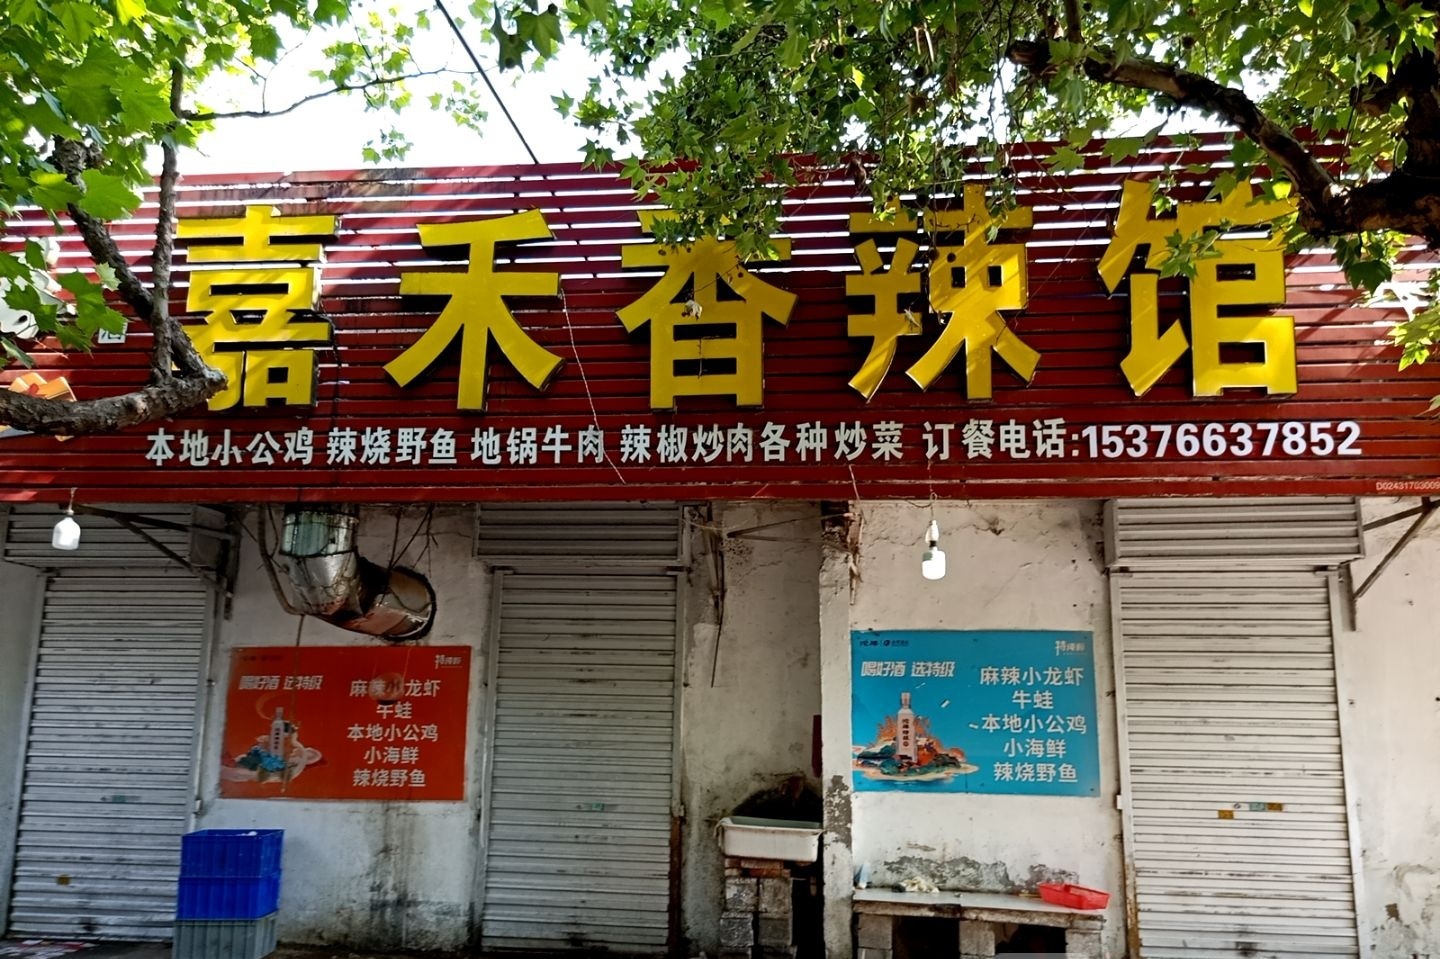 嘉禾香辣馆
本地小公鸡 辣烧野鱼 地锅牛肉 辣椒炒肉各种炒菜 订餐电话:15376637852
喝好酒 选特级
麻辣小龙虾
牛蛙
本地小公鸡
小海鲜
辣烧野鱼
喝好酒 选特级
麻辣小龙虾
牛蛙
本地小公鸡
小海鲜
辣烧野鱼